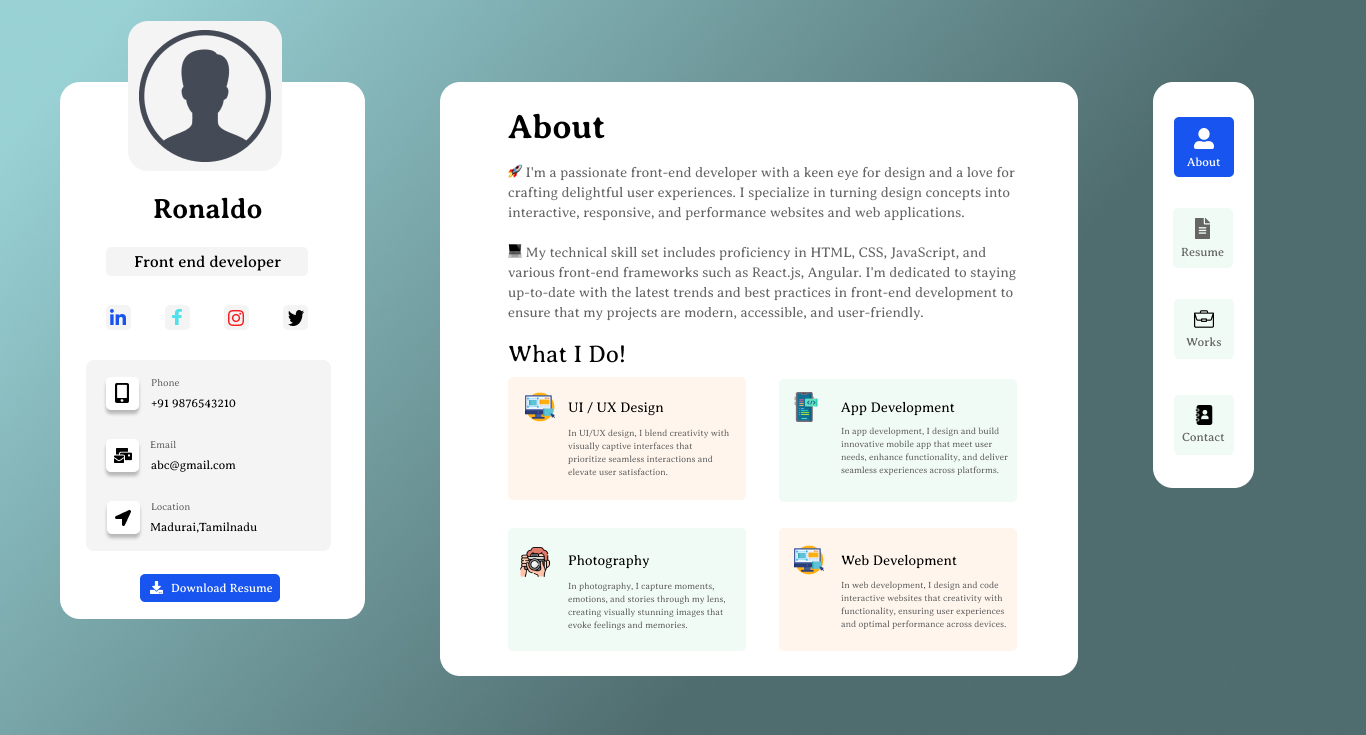 Ronaldo
Front end developer
Phone
+91 9876543210
Email
abc@gmail.com
Location
Madurai,Tamilnadu
Download Resume
About
🚀 I'm a passionate front-end developer with a keen eye for design and a love for
crafting delightful user experiences. I specialize in turning design concepts into
interactive, responsive, and performance websites and web applications.
💻 My technical skill set includes proficiency in HTML, CSS, JavaScript, and
various front-end frameworks such as React.js, Angular. I'm dedicated to staying
up-to-date with the latest trends and best practices in front-end development to
ensure that my projects are modern, accessible, and user-friendly.
What I Do!
UI / UX Design
In UI/UX design, I blend creativity with
visually captive interfaces that
prioritize seamless interactions and
elevate user satisfaction.
App Development
In app development, I design and build
innovative mobile app that meet user
needs, enhance functionality, and deliver
seamless experiences across platforms.
Photography
In photography, I capture moments,
emotions, and stories through my lens,
creating visually stunning images that
evoke feelings and memories.
Web Development
In web development, I design and code
interactive websites that creativity with
functionality, ensuring user experiences
and optimal performance across devices.
About
Resume
Works
Contact